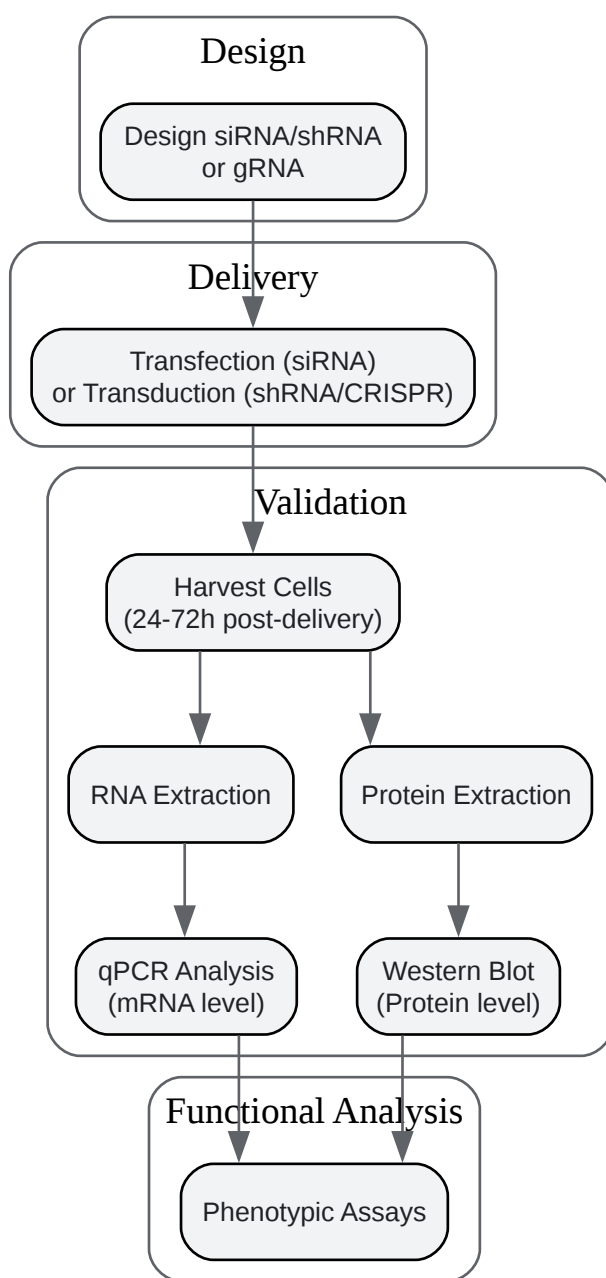 Design
Design siRNA/shRNA
or gRNA
Delivery
Transfection (siRNA)
or Transduction (shRNA/CRISPR)
Validation
Harvest Cells
(24-72h post-delivery)
RNA Extraction
Protein Extraction
qPCR Analysis
(mRNA level)
Western Blot
(Protein level)
Functional Analysis
Phenotypic Assays